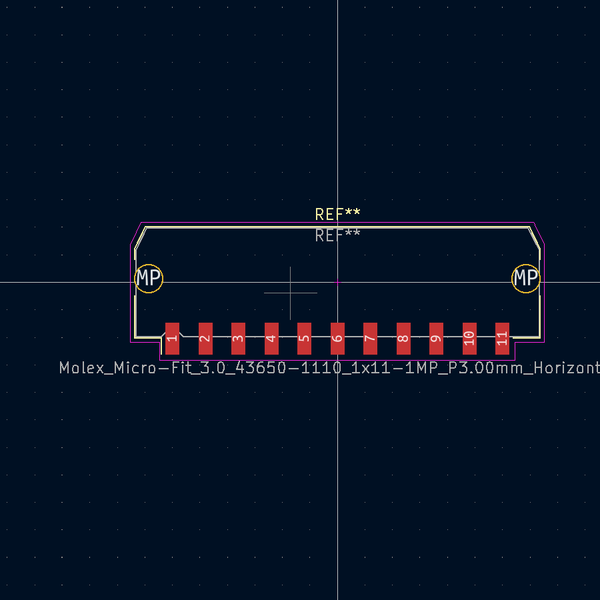 REF**
REF**
MP MP
1 2 3 4 5 6 7 8 9 10 11
Molex_Micro-Fit_3.0_43650-1110_1x11-1MP_P3.00mm_Horizont